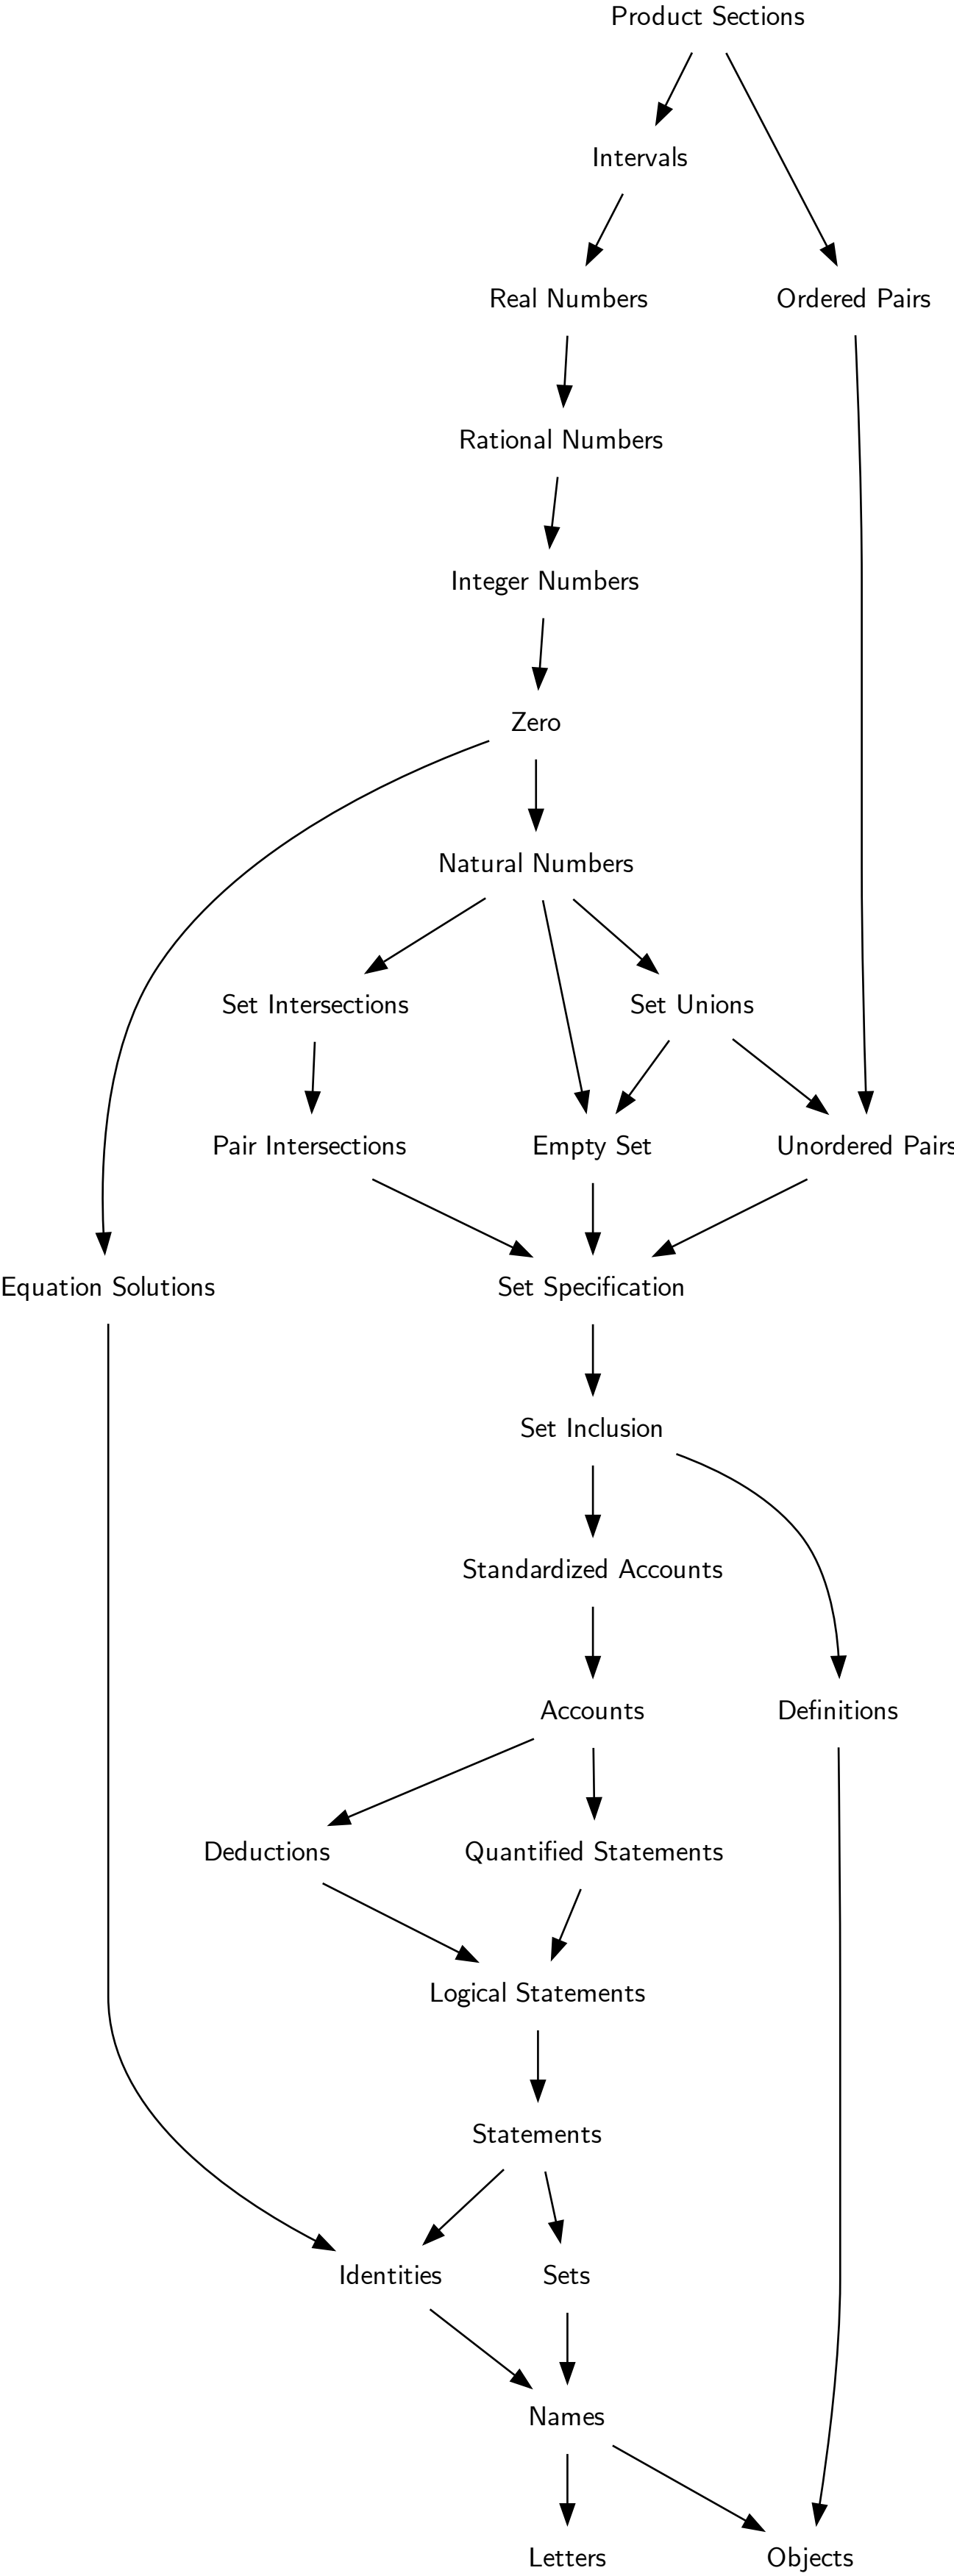 Product Sections
Intervals
Real Numbers
Ordered Pairs
Rational Numbers
Integer Numbers
Zero
Natural Numbers
Set Intersections
Set Unions
Pair Intersections
Empty Set
Unordered Pairs
Equation Solutions
Set Specification
Set Inclusion
Standardized Accounts
Accounts
Definitions
Deductions
Quantified Statements
Logical Statements
Statements
Identities
Sets
Names
Letters
Objects